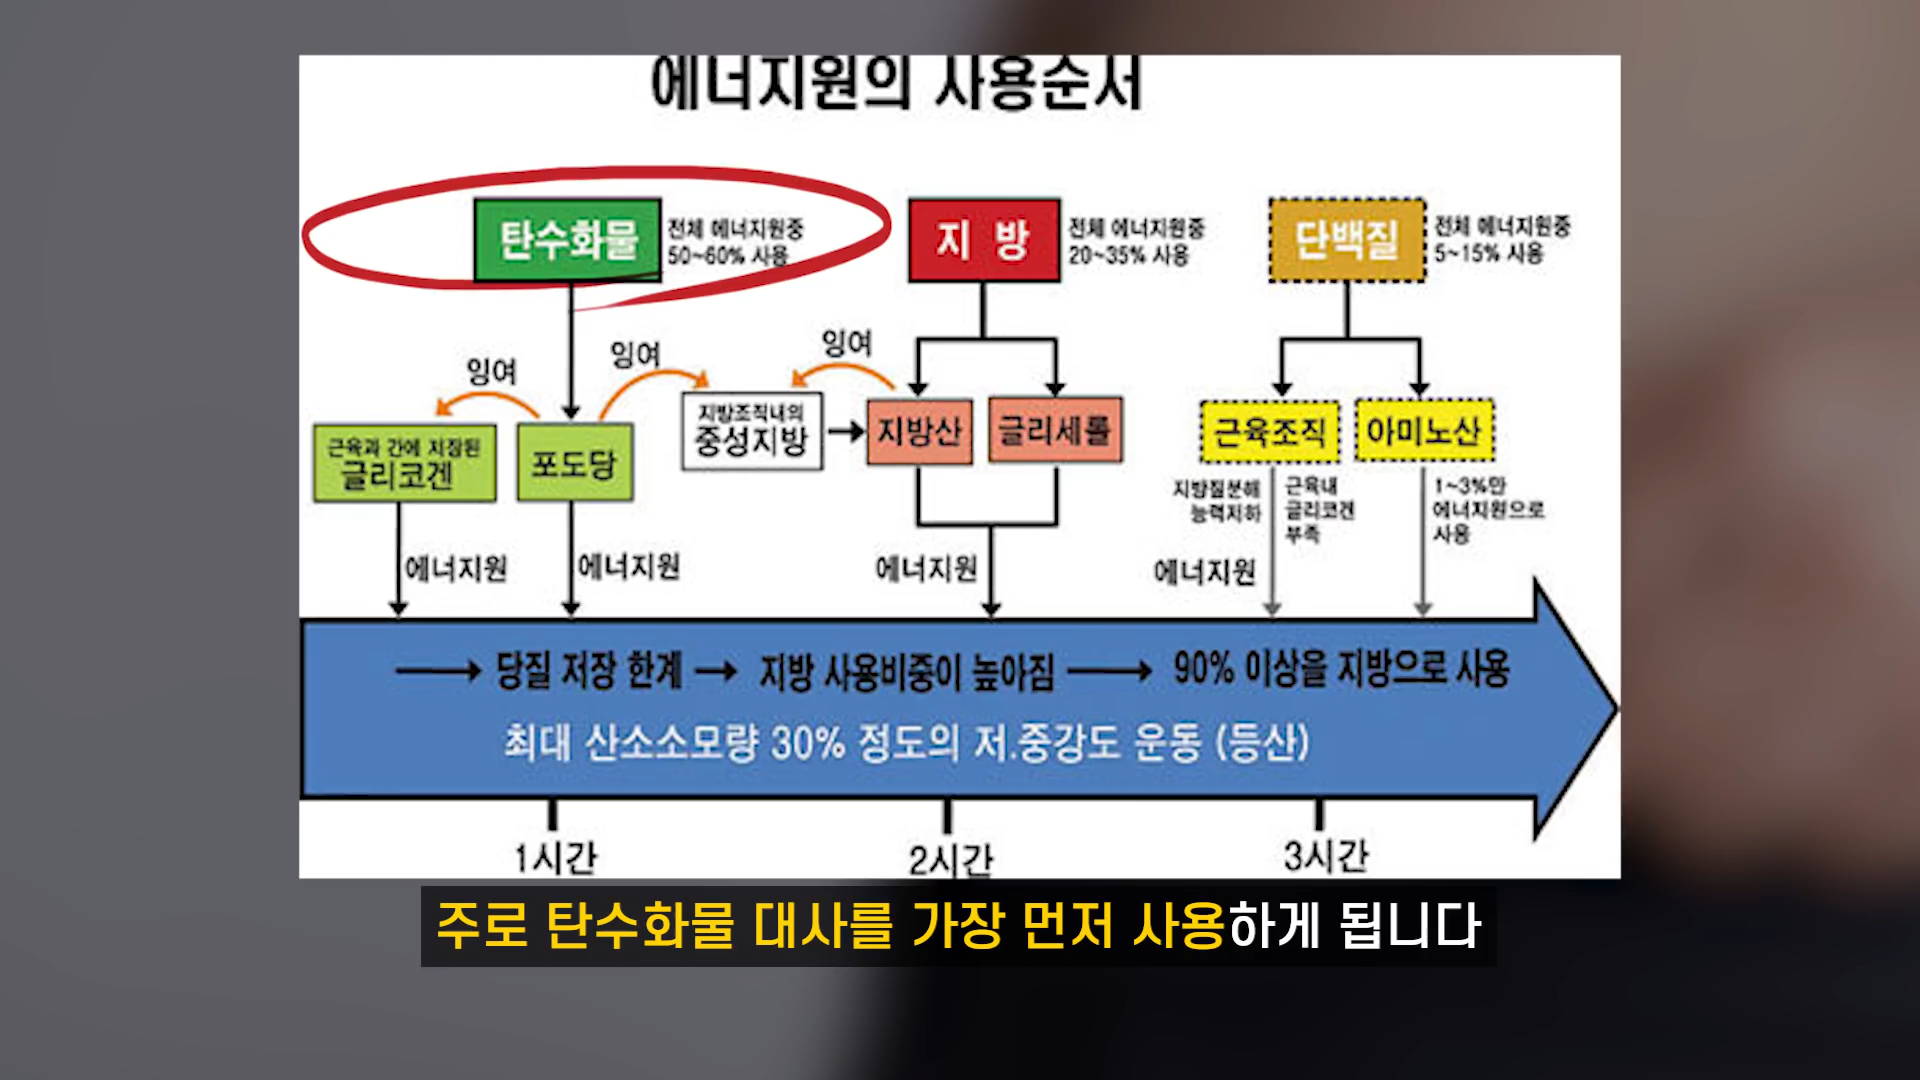 에너지원의 사용순서
탄수화물
전체 에너지원중
50~60% 사용
지 방
전체 에너지원중
20~35% 사용
단백질
전체 에너지원중
5~15% 사용
잉여
잉여
잉여
근육과 간에 저장된
글리코겐
포도당
지방조직내의
중성지방
지방산
글리세롤
근육조직
아미노산
지방질분해
능력저하
근육내
글리코겐
부족
1~3%만
에너지원으로
사용
에너지원
에너지원
에너지원
에너지원
당질 저장 한계
지방 사용비중이 높아짐
90% 이상을 지방으로 사용
최대 산소소모량 30% 정도의 저.중강도 운동 (등산)
1시간
2시간
3시간
주로 탄수화물 대사를 가장 먼저 사용하게 됩니다